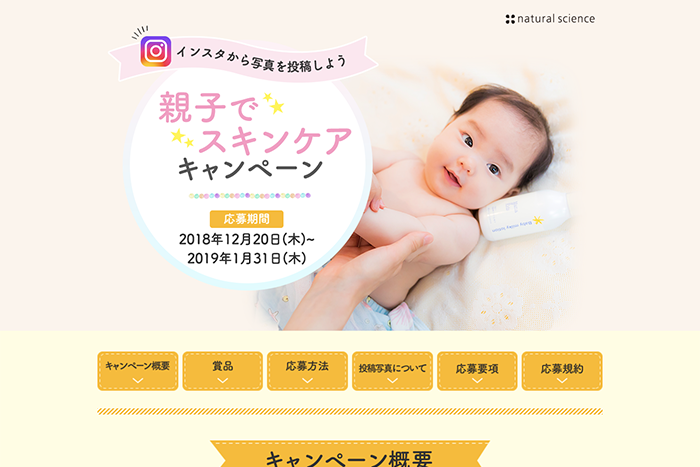 natural science
インスタから写真を投稿しよう
親子で
スキンケア
キャンペーン
応募期間
2018年12月20日(木)~
2019年1月31日(木)
キャンペーン概要
賞品
応募方法
投稿写真について
応募要項
応募規約
キャンペーン概要